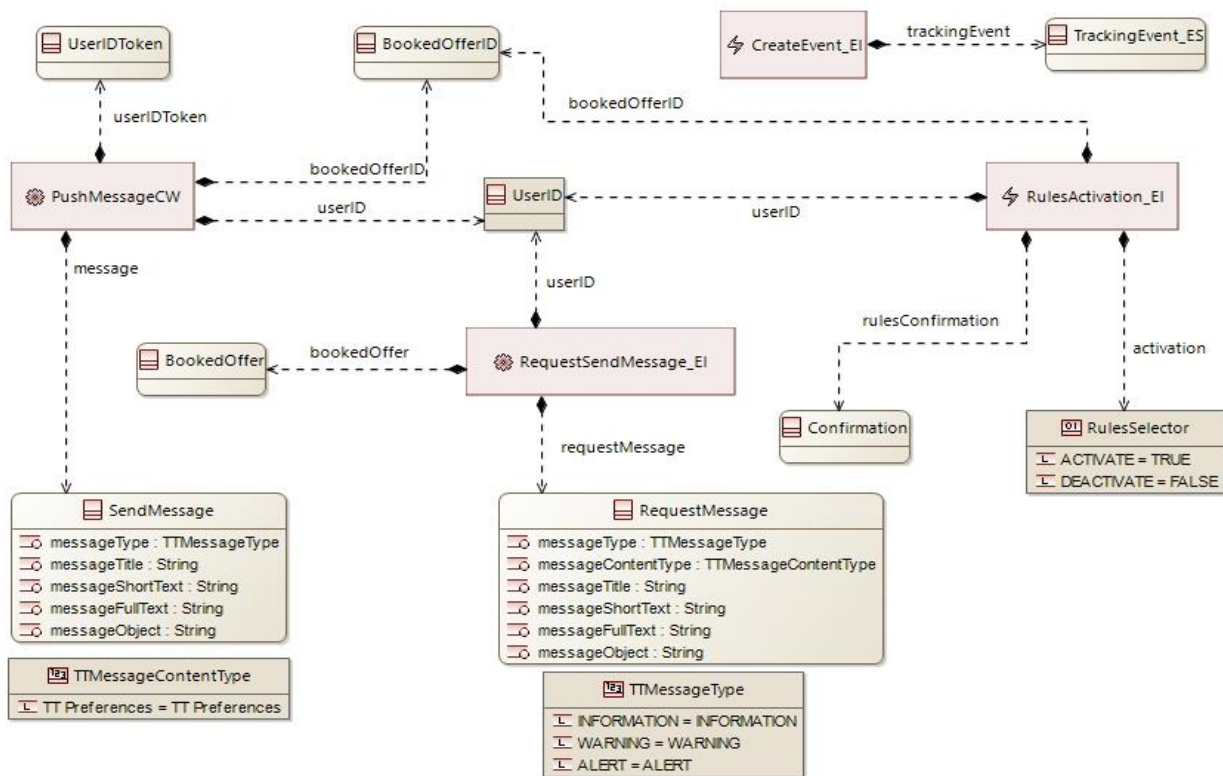 UserIDToken
BookedOfferID
CreateEvent_EI
trackingEvent
TrackingEvent_ES
userIDToken
bookedOfferID
PushMessageCW
bookedOfferID
userID
UserID
userID
RulesActivation_EI
message
userID
rulesConfirmation
activation
BookedOffer
bookedOffer
RequestSendMessage_EI
requestMessage
Confirmation
RulesSelector
ACTIVATE = TRUE
DEACTIVATE = FALSE
SendMessage
messageType : TTMessageType
messageTitle : String
messageShortText : String
messageFullText : String
messageObject : String
RequestMessage
messageType : TTMessageType
messageContentType : TTMessageContentType
messageTitle : String
messageShortText : String
messageFullText : String
messageObject : String
TTMessageContentType
TT Preferences = TT Preferences
TTMessageType
INFORMATION = INFORMATION
WARNING = WARNING
ALERT = ALERT